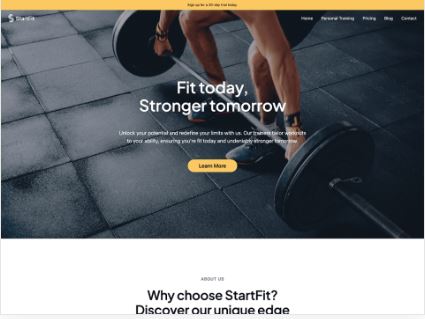 Sign up for a 30-day trial today
StartFit
Home
Personal Training
Pricing
Blog
Contact
Fit today,
Stronger tomorrow
Unlock your potential and redefine your limits with us. Our trainers tailor workouts
to your ability, ensuring you're fit today and undeniably stronger tomorrow.
Learn More
ABOUT US
Why choose StartFit?
Discover our unique edge